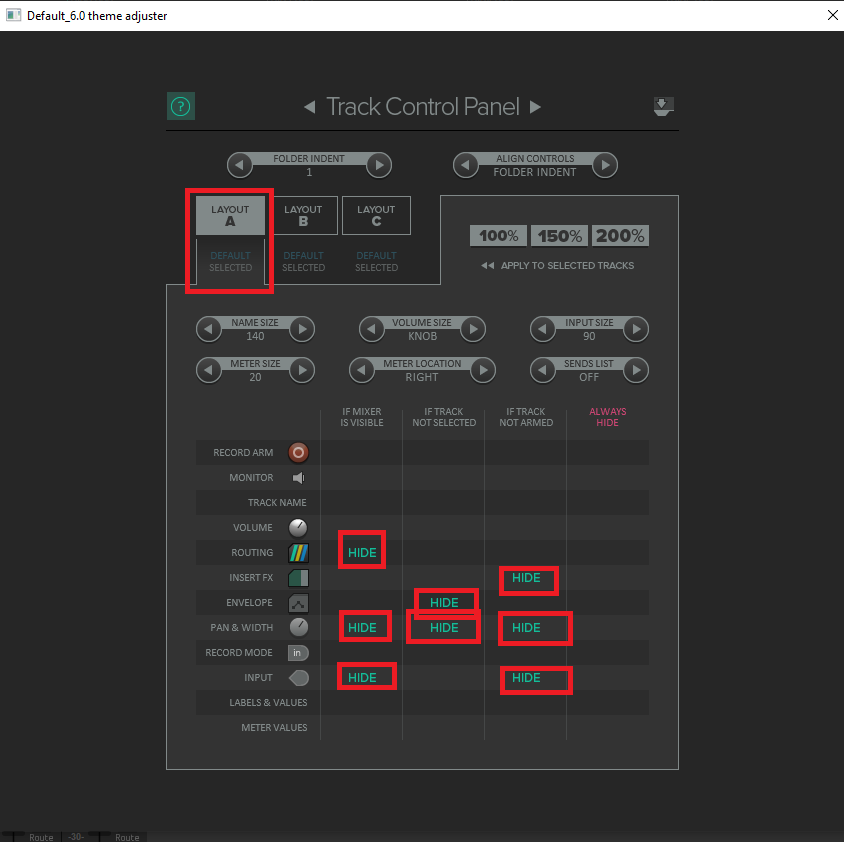 Default_6.0 theme adjuster
?
Track Control Panel
FOLDER INDENT
1
ALIGN CONTROLS
FOLDER INDENT
LAYOUT
A
LAYOUT
B
LAYOUT
C
DEFAULT
SELECTED
DEFAULT
SELECTED
DEFAULT
SELECTED
100% 150% 200%
APPLY TO SELECTED TRACKS
NAME SIZE
140
VOLUME SIZE
KNOB
INPUT SIZE
90
METER SIZE
20
METER LOCATION
RIGHT
SENDS LIST
OFF
IF MIXER
IS VISIBLE
IF TRACK
NOT SELECTED
IF TRACK
NOT ARMED
ALWAYS
HIDE
RECORD ARM
MONITOR
TRACK NAME
VOLUME
ROUTING HIDE
INSERT FX HIDE
ENVELOPE HIDE
PAN & WIDTH HIDE HIDE HIDE
RECORD MODE in
INPUT HIDE HIDE
LABELS & VALUES
METER VALUES
Route -30- Route